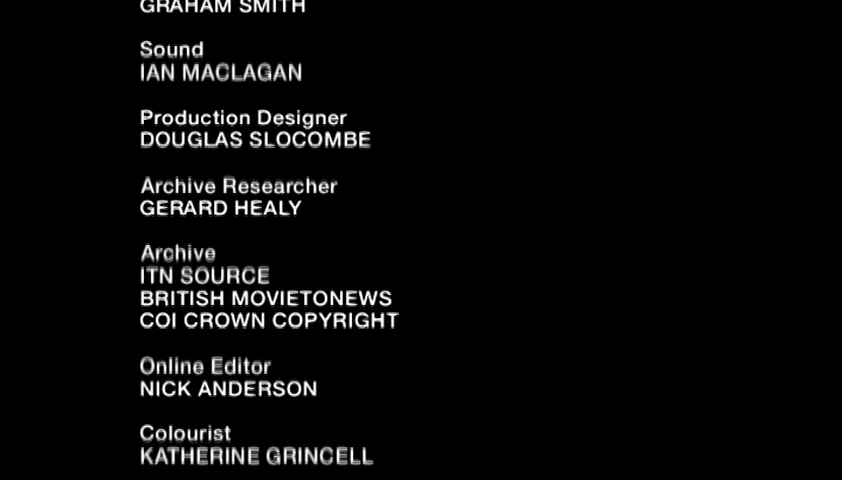 GRAHAM SMITH
Sound
IAN MACLAGAN
Production Designer
DOUGLAS SLOCOMBE
Archive Researcher
GERARD HEALY
Archive
ITN SOURCE
BRITISH MOVIETONEWS
COI CROWN COPYRIGHT
Online Editor
NICK ANDERSON
Colourist
KATHERINE GRINCELL